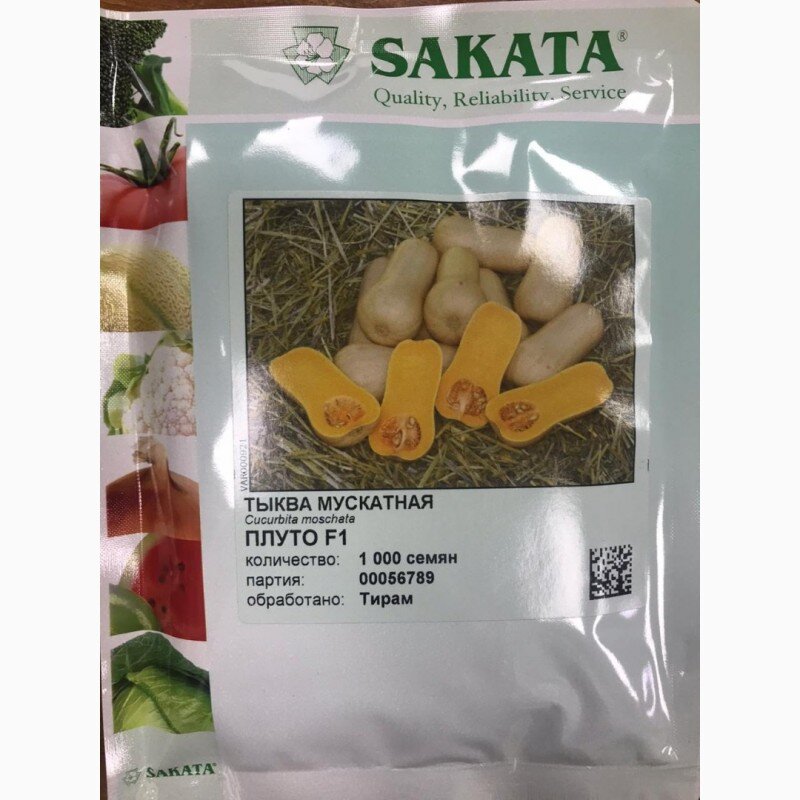 SAKATA®
Quality, Reliability, Service
VAR000921
ТЫКВА МУСКАТНАЯ
Cucurbita moschata
ПЛУТО F1
количество: 1 000 семян
партия: 00056789
обработано: Тирам
SAKATA®